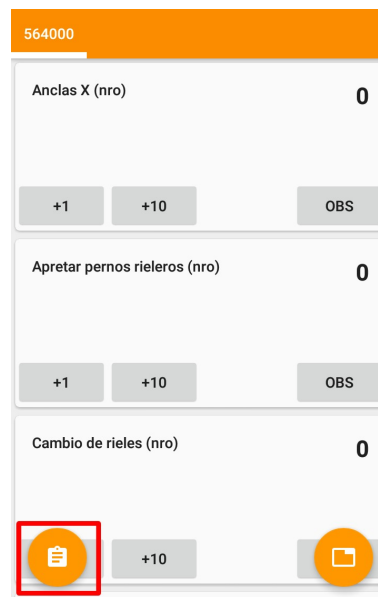 564000
Anclas X (nro)
0
+1 +10 OBS
Apretar pernos rieleros (nro)
0
+1 +10 OBS
Cambio de rieles (nro)
0
+10